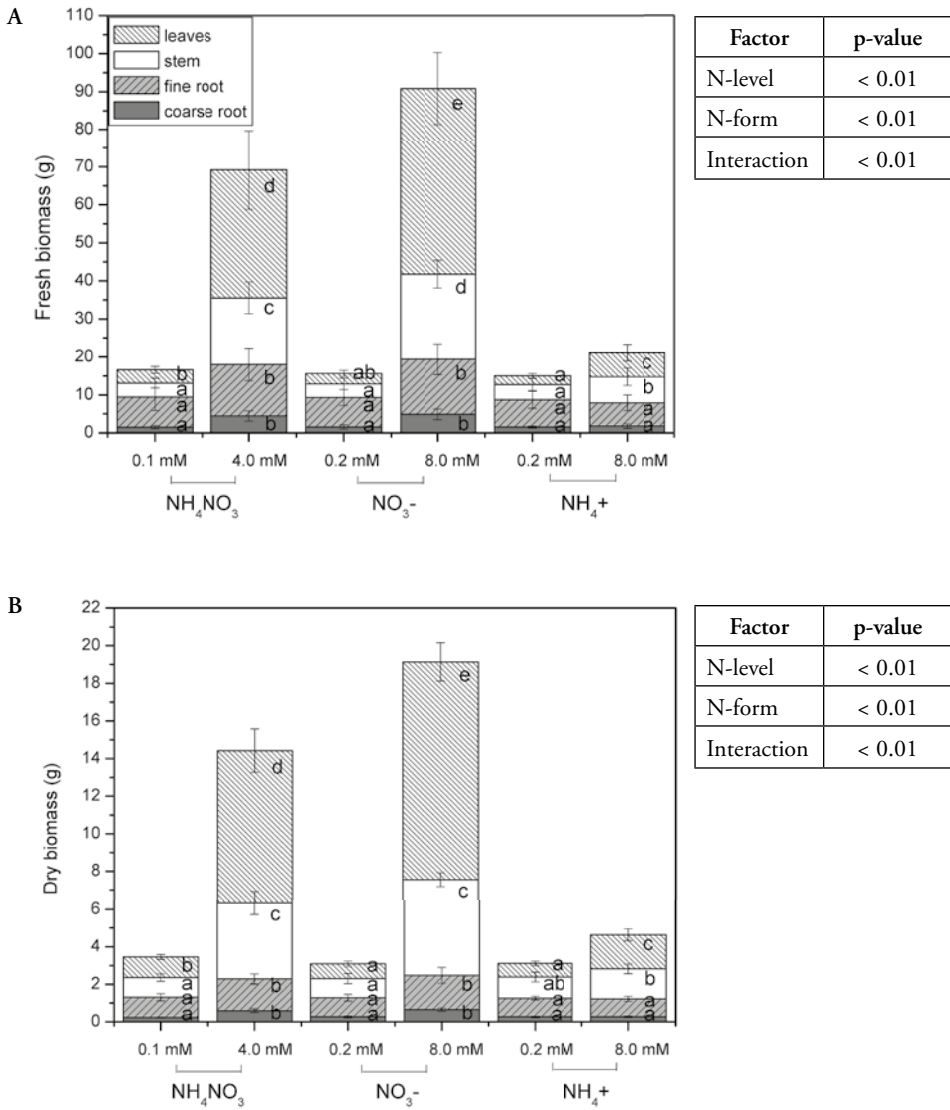 A
110
100
90
80
70
60
50
40
30
20
10
0
Fresh biomass (g)
leaves
stem
fine root
coarse root
b
a
a
a
d
c
b
b
ab
a
a
a
e
d
b
b
a
a
a
a
c
b
a
a
0.1 mM 4.0 mM 0.2 mM 8.0 mM 0.2 mM 8.0 mM
NH4NO3 NO3- NH4+
Factor p-value
N-level < 0.01
N-form < 0.01
Interaction < 0.01
B
22
20
18
16
14
12
10
8
6
4
2
0
Dry biomass (g)
b
a
a
a
d
c
b
b
a
a
a
a
e
c
b
b
a
ab
a
a
c
b
a
a
0.1 mM 4.0 mM 0.2 mM 8.0 mM 0.2 mM 8.0 mM
NH4NO3 NO3- NH4+
Factor p-value
N-level < 0.01
N-form < 0.01
Interaction < 0.01